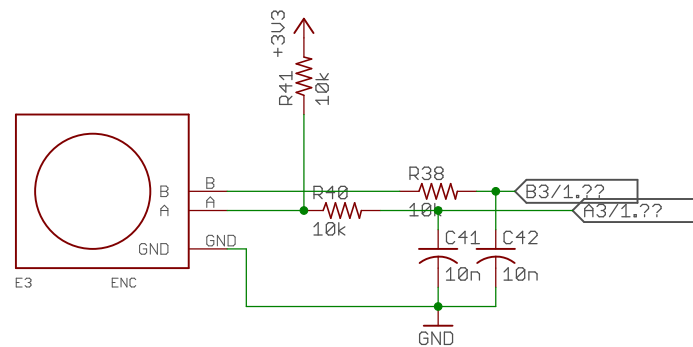 +3V3
R41
10k
R38
B
B
B3/1.??
R40
10k
A
A
A3/1.??
10k
GND
GND
C41
C42
10n
10n
E3
ENC
GND